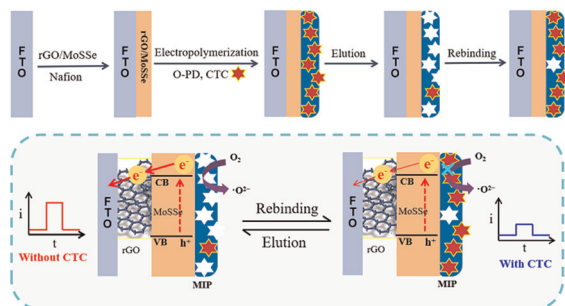 FTO
rGO/MoSSe
Nafion
FTO
rGO/MoSSe
Electropolymerization
O-PD, CTC
FTO
Elution
FTO
Rebinding
FTO
i
t
Without CTC
FTO
e⁻
e⁻
CB
MoSSe
VB
h⁺
rGO
MIP
O₂
·O²⁻
Rebinding
Elution
FTO
e⁻
e⁻
CB
MoSSe
VB
h⁺
rGO
MIP
O₂
·O²⁻
i
t
With CTC